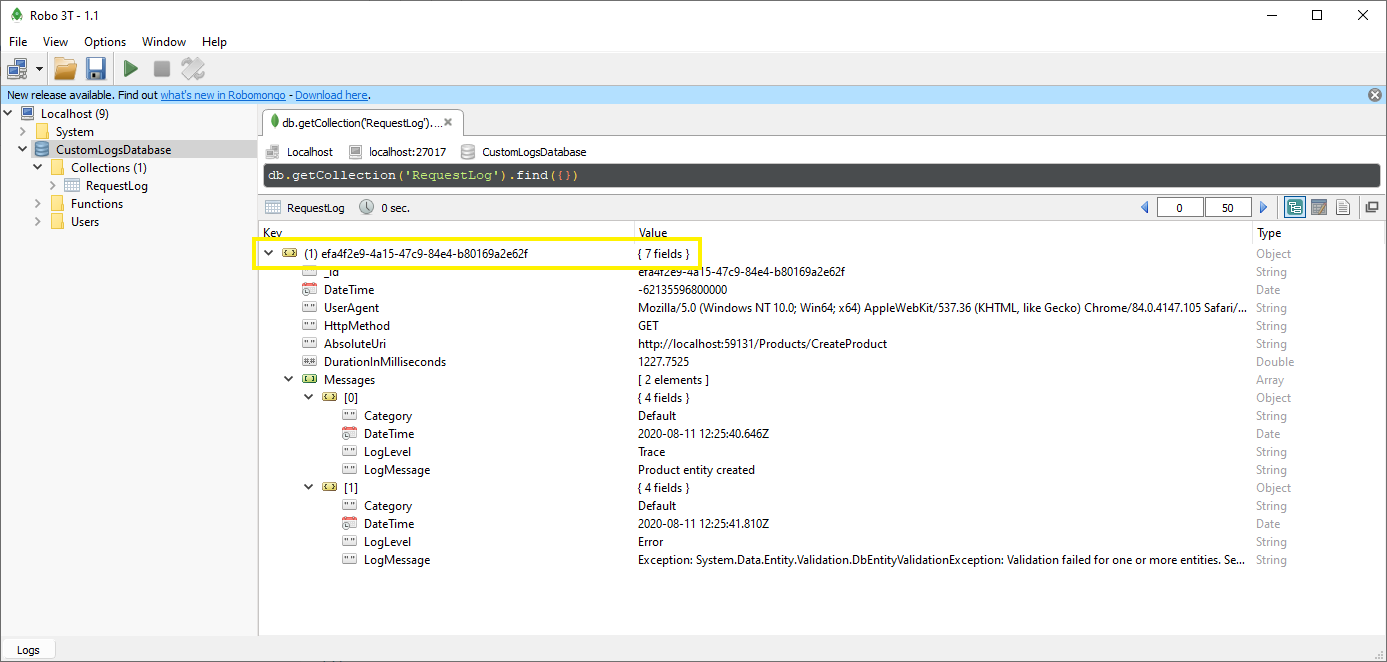 Robo 3T - 1.1
File View Options Window Help
New release available. Find out what's new in Robomongo - Download here.
Localhost (9)
System
CustomLogsDatabase
Collections (1)
RequestLog
Functions
Users
db.getCollection('RequestLog')....
Localhost localhost:27017 CustomLogsDatabase
db.getCollection('RequestLog').find({})
RequestLog 0 sec. 0 50
Key Value Type
(1) efa4f2e9-4a15-47c9-84e4-b80169a2e62f { 7 fields } Object
_id efa4f2e9-4a15-47c9-84e4-b80169a2e62f String
DateTime -62135596800000 Date
UserAgent Mozilla/5.0 (Windows NT 10.0; Win64; x64) AppleWebKit/537.36 (KHTML, like Gecko) Chrome/84.0.4147.105 Safari/... String
HttpMethod GET String
AbsoluteUri http://localhost:59131/Products/CreateProduct String
DurationInMilliseconds 1227.7525 Double
Messages [ 2 elements ] Array
[0] { 4 fields } Object
Category Default String
DateTime 2020-08-11 12:25:40.646Z Date
LogLevel Trace String
LogMessage Product entity created String
[1] { 4 fields } Object
Category Default String
DateTime 2020-08-11 12:25:41.810Z Date
LogLevel Error String
LogMessage Exception: System.Data.Entity.Validation.DbEntityValidationException: Validation failed for one or more entities. Se... String
Logs